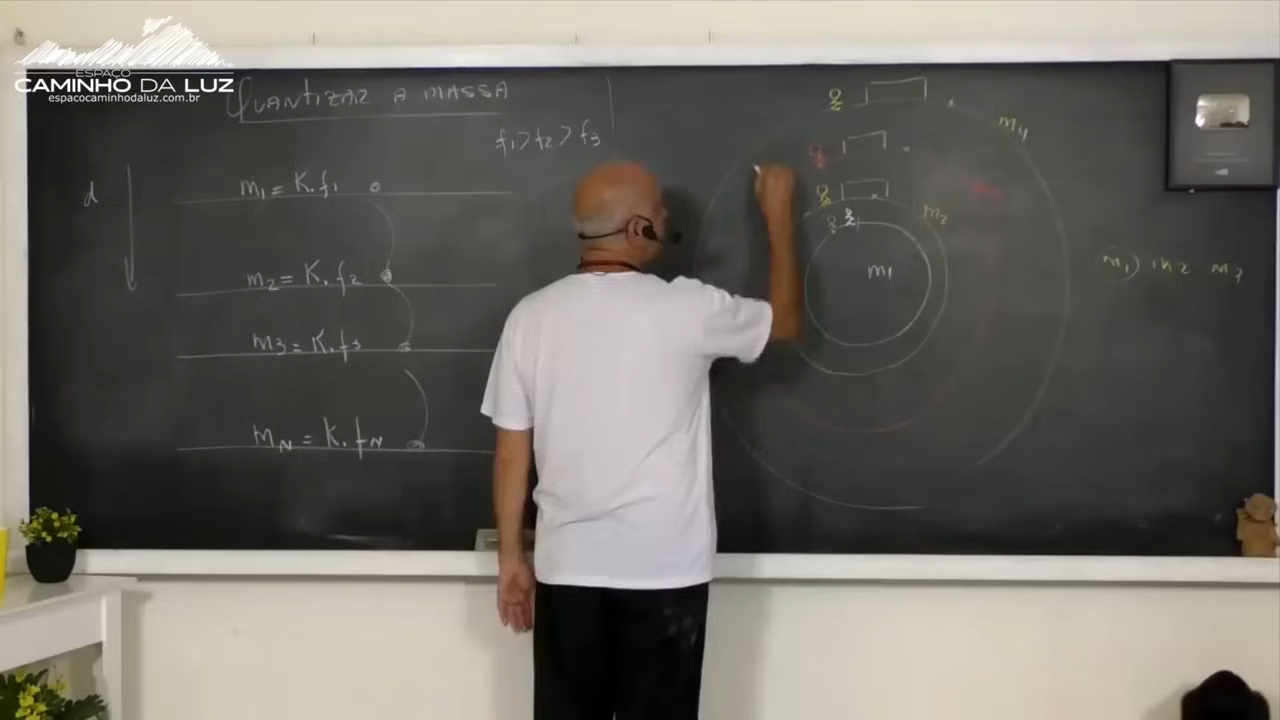 ESPAÇO
CAMINHO DA LUZ
espacocaminhodaluz.com.br
QUANTIZAR A MASSA
f1 > f2 > f3
d
m1 = K.f1
m2 = K.f2
m3 = K.f3
mN = K.fN
m4
m2
m1
m1) m2 m3